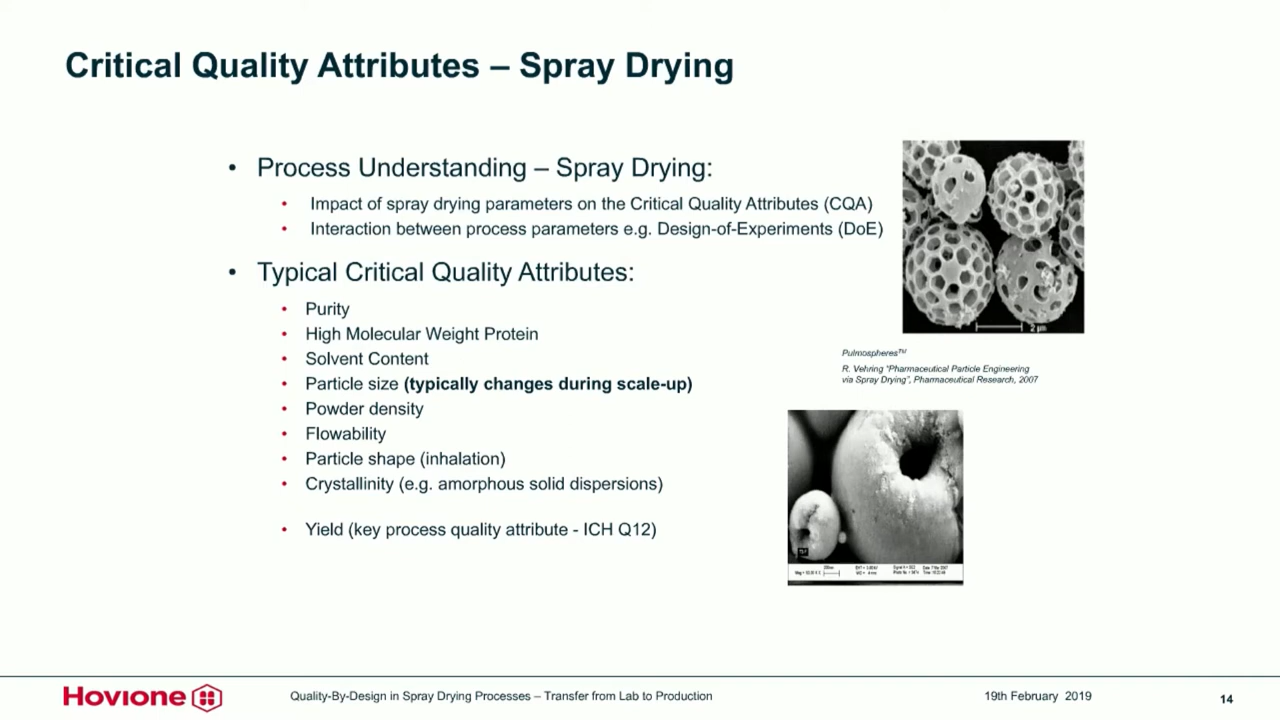 Critical Quality Attributes – Spray Drying
• Process Understanding – Spray Drying:
• Impact of spray drying parameters on the Critical Quality Attributes (CQA)
• Interaction between process parameters e.g. Design-of-Experiments (DoE)
• Typical Critical Quality Attributes:
• Purity
• High Molecular Weight Protein
• Solvent Content
• Particle size (typically changes during scale-up)
• Powder density
• Flowability
• Particle shape (inhalation)
• Crystallinity (e.g. amorphous solid dispersions)
• Yield (key process quality attribute - ICH Q12)
2 µm
Pulmospheres™
R. Vehring "Pharmaceutical Particle Engineering
via Spray Drying", Pharmaceutical Research, 2007
Hovione
Quality-By-Design in Spray Drying Processes – Transfer from Lab to Production
19th February 2019
14